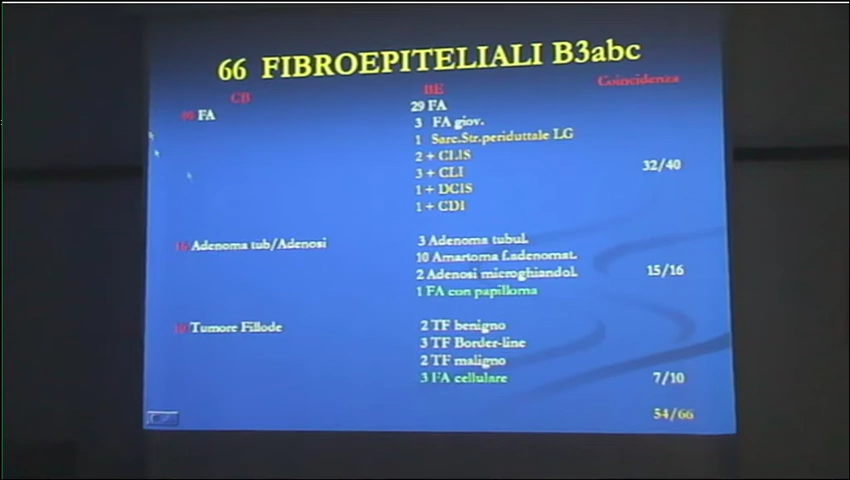 66 FIBROEPITELIALI B3abc
CB BE Coincidenza
40 FA 29 FA
3 FA giov.
1 Sarc.Str.periduttale LG
2 + CLIS
3 + CLI 32/40
1 + DCIS
1 + CDI
16 Adenoma tub/Adenosi 3 Adenoma tubul.
10 Amartoma f.adenomat.
2 Adenosi microghiandol. 15/16
1 FA con papilloma
10 Tumore Fillode 2 TF benigno
3 TF Border-line
2 TF maligno
3 FA cellulare 7/10
54/66